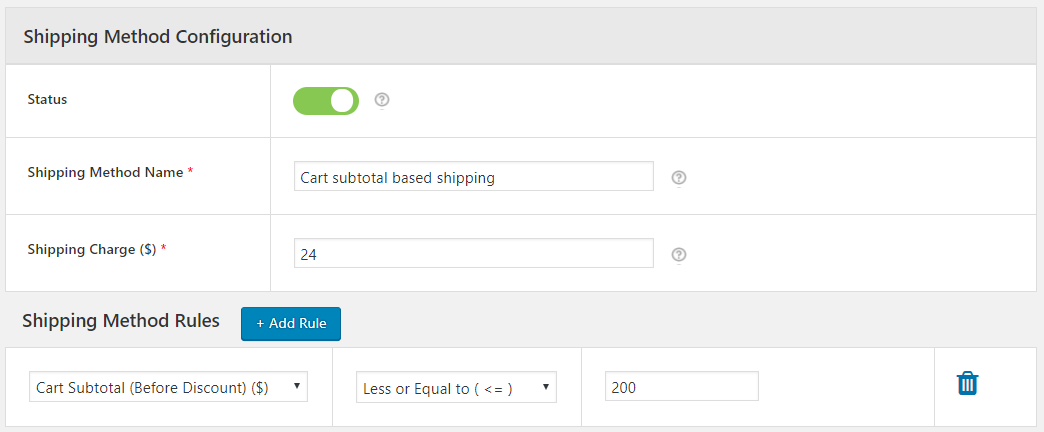 Shipping Method Configuration
Status
?
Shipping Method Name *
Cart subtotal based shipping
?
Shipping Charge ($) *
24
?
Shipping Method Rules
+ Add Rule
Cart Subtotal (Before Discount) ($)
Less or Equal to ( <= )
200